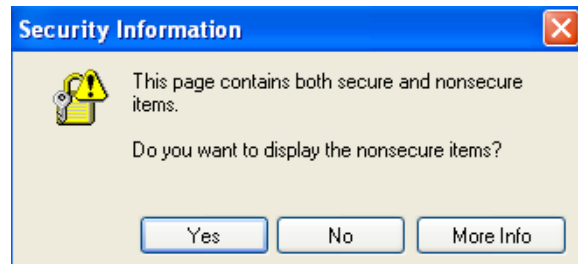 Security Information
This page contains both secure and nonsecure
items.
Do you want to display the nonsecure items?
Yes
No
More Info